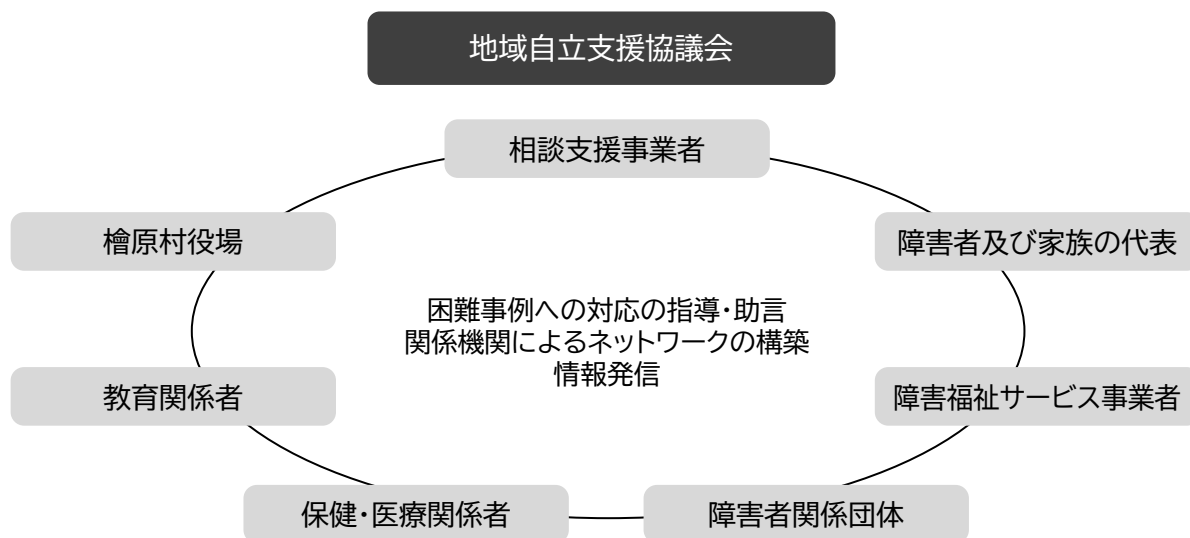 地域自立支援協議会
相談支援事業者
檜原村役場
障害者及び家族の代表
困難事例への対応の指導・助言
関係機関によるネットワークの構築
情報発信
教育関係者
障害福祉サービス事業者
保健・医療関係者
障害者関係団体